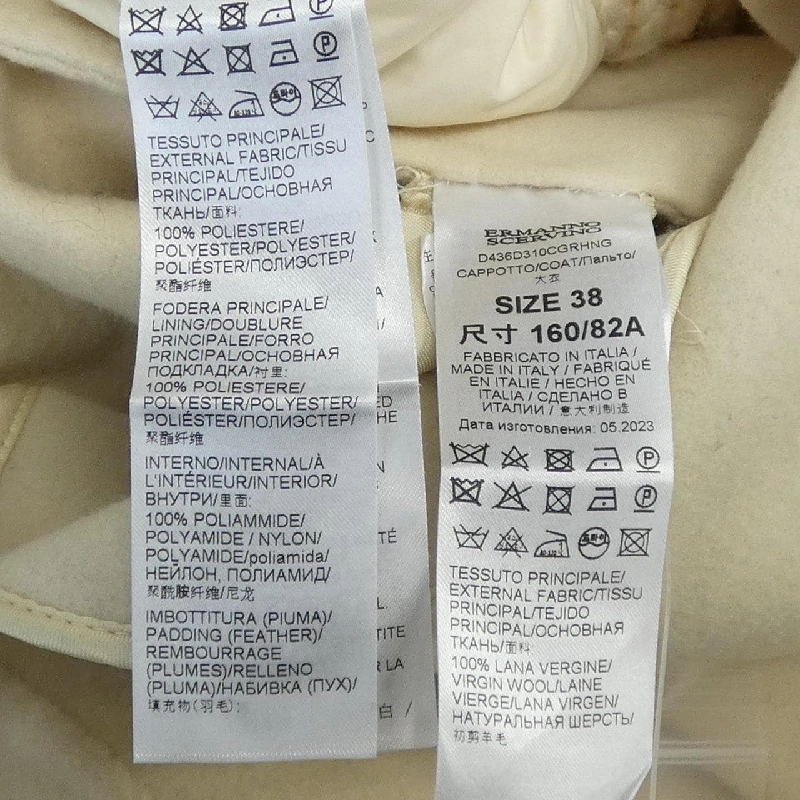 TESSUTO PRINCIPALE/
EXTERNAL FABRIC/TISSU
PRINCIPAL/TEJIDO
PRINCIPAL/ОСНОВНАЯ
ТКАНЬ/面料:
100% POLIESTERE/
POLYESTER/POLYESTER/
POLIÉSTER/ПОЛИЭСТЕР/
聚酯纤维
FODERA PRINCIPALE/
LINING/DOUBLURE
PRINCIPALE/FORRO
PRINCIPAL/ОСНОВНАЯ
ПОДКЛАДКА/衬里:
100% POLIESTERE/
POLYESTER/POLYESTER/
POLIÉSTER/ПОЛИЭСТЕР/
聚酯纤维
INTERNO/INTERNAL/À
L'INTÉRIEUR/INTERIOR/
ВНУТРИ/里面:
100% POLIAMMIDE/
POLYAMIDE / NYLON/
POLYAMIDE/poliamida/
НЕЙЛОН, ПОЛИАМИД/
聚酰胺纤维/尼龙
IMBOTTITURA (PIUMA)/
PADDING (FEATHER)/
REMBOURRAGE
(PLUMES)/RELLENO
(PLUMA)/НАБИВКА (ПУХ)/
填充物(羽毛):
ERMANNO
SCERVINO
D436D310CGRHNG
CAPPOTTO/COAT/Пальто/
大衣
SIZE 38
尺寸 160/82A
FABBRICATO IN ITALIA /
MADE IN ITALY / FABRIQUÉ
EN ITALIE / HECHO EN
ITALIA / СДЕЛАНО В
ИТАЛИИ / 意大利制造
Дата изготовления: 05.2023
TESSUTO PRINCIPALE/
EXTERNAL FABRIC/TISSU
PRINCIPAL/TEJIDO
PRINCIPAL/ОСНОВНАЯ
ТКАНЬ/面料:
100% LANA VERGINE/
VIRGIN WOOL/LAINE
VIERGE/LANA VIRGEN/
НАТУРАЛЬНАЯ ШЕРСТЬ/
初剪羊毛